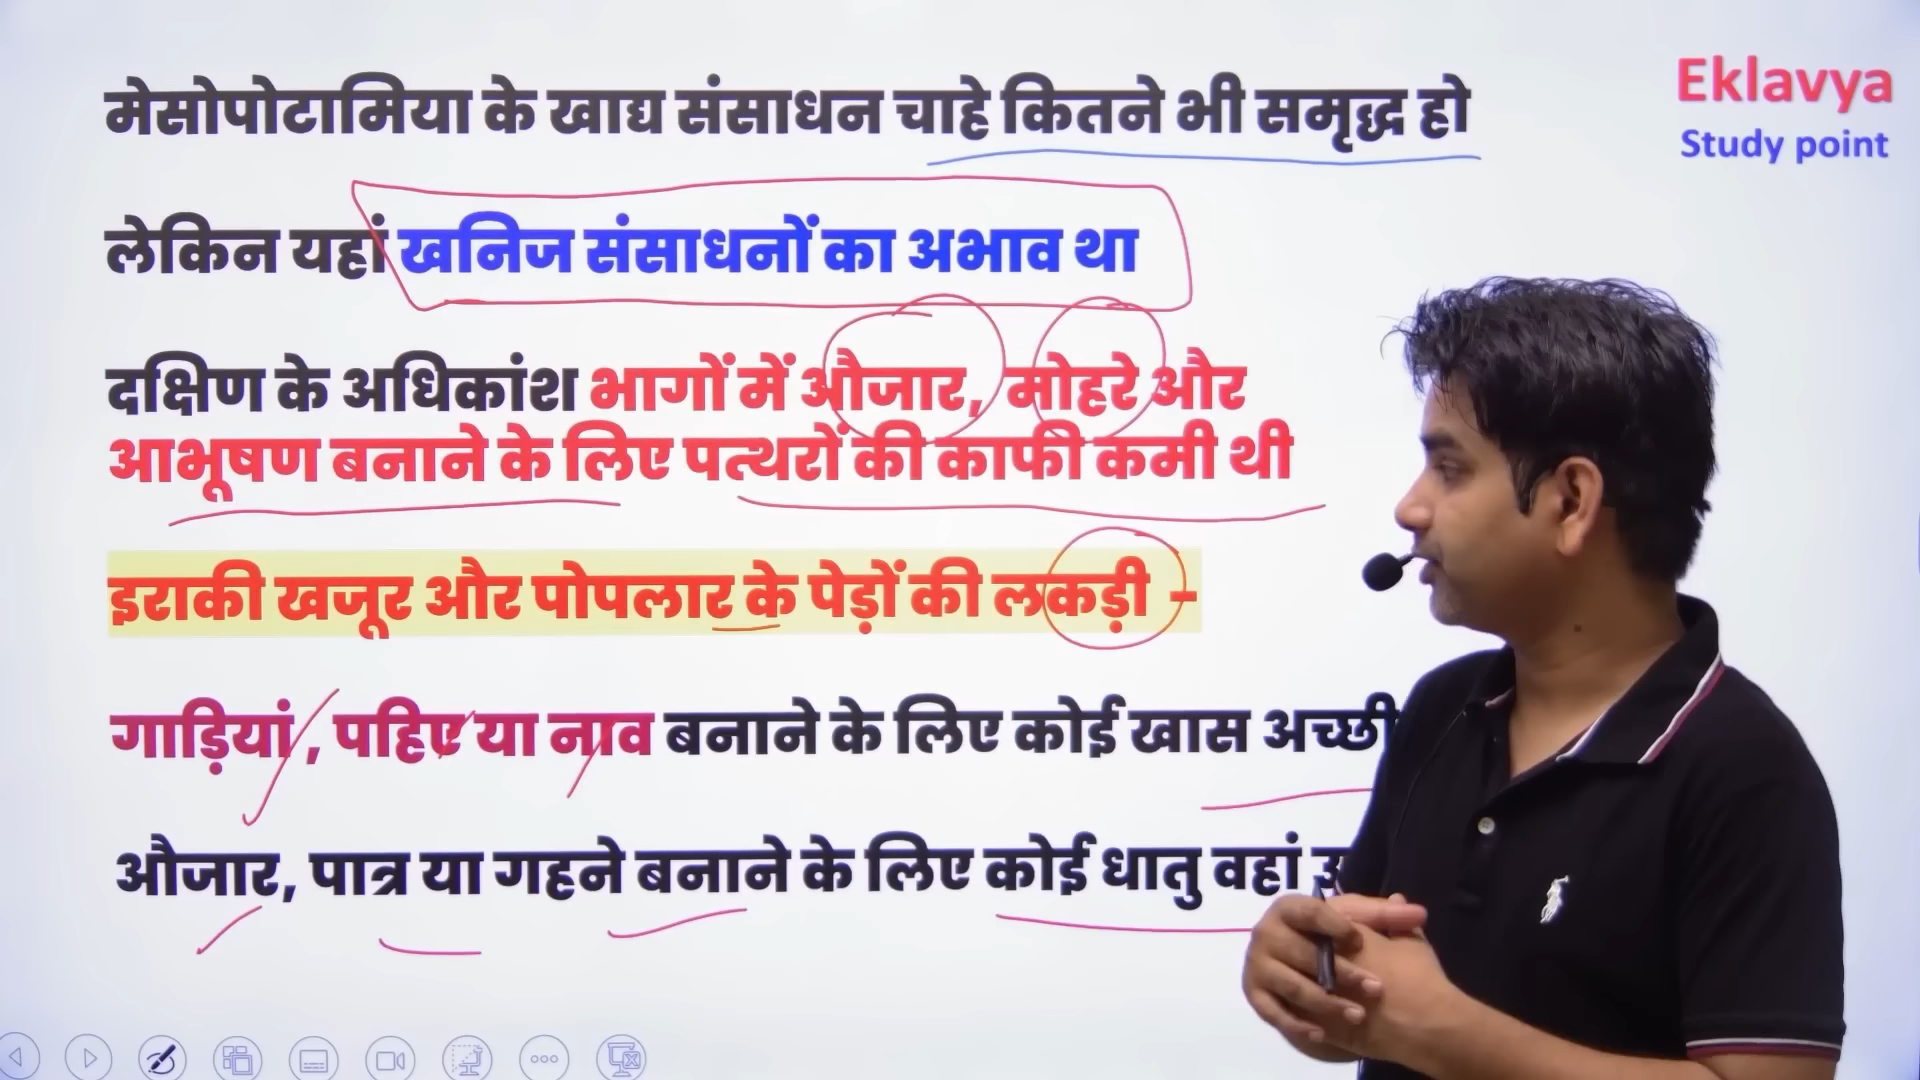 मेसोपोटामिया के खाद्य संसाधन चाहे कितने भी समृद्ध हो
Eklavya
Study point
लेकिन यहां खनिज संसाधनों का अभाव था
दक्षिण के अधिकांश भागों में औजार, मोहरे और
आभूषण बनाने के लिए पत्थरों की काफी कमी थी
इराकी खजूर और पोपलार के पेड़ों की लकड़ी –
गाड़ियां , पहिए या नाव बनाने के लिए कोई खास अच्छी
औजार, पात्र या गहने बनाने के लिए कोई धातु वहां